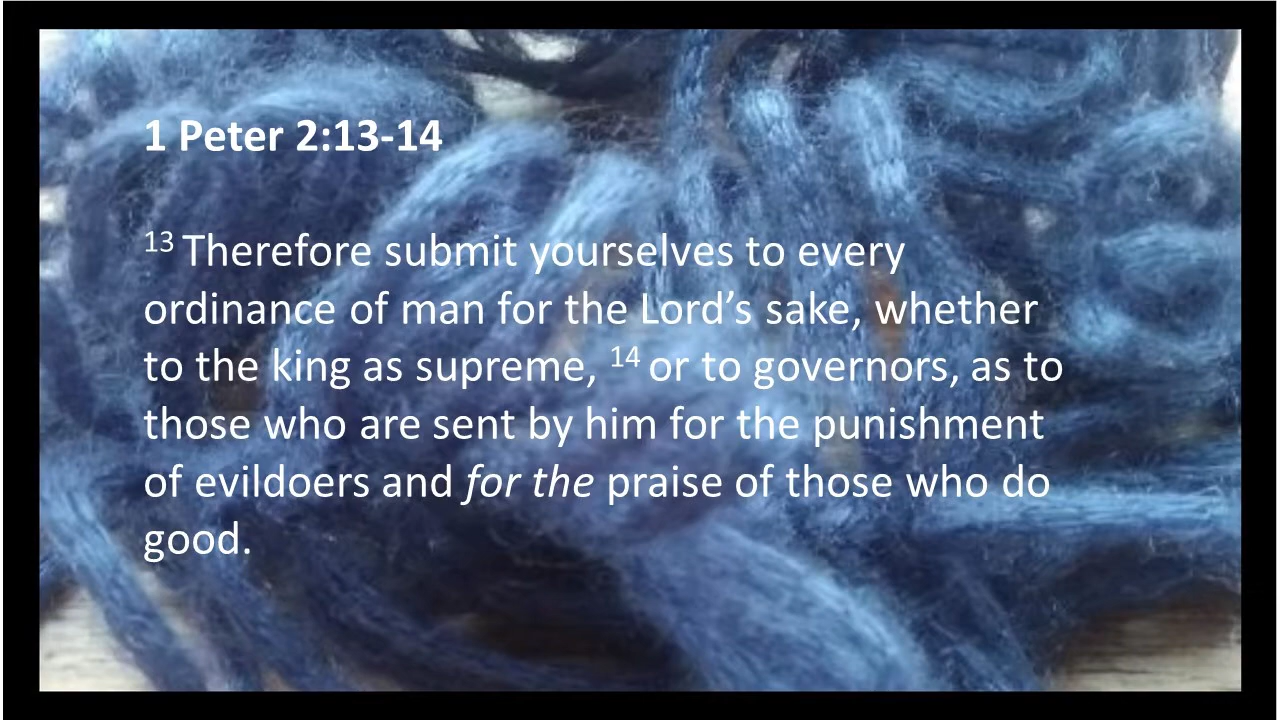 1 Peter 2:13-14
13 Therefore submit yourselves to every
ordinance of man for the Lord’s sake, whether
to the king as supreme, 14 or to governors, as to
those who are sent by him for the punishment
of evildoers and for the praise of those who do
good.